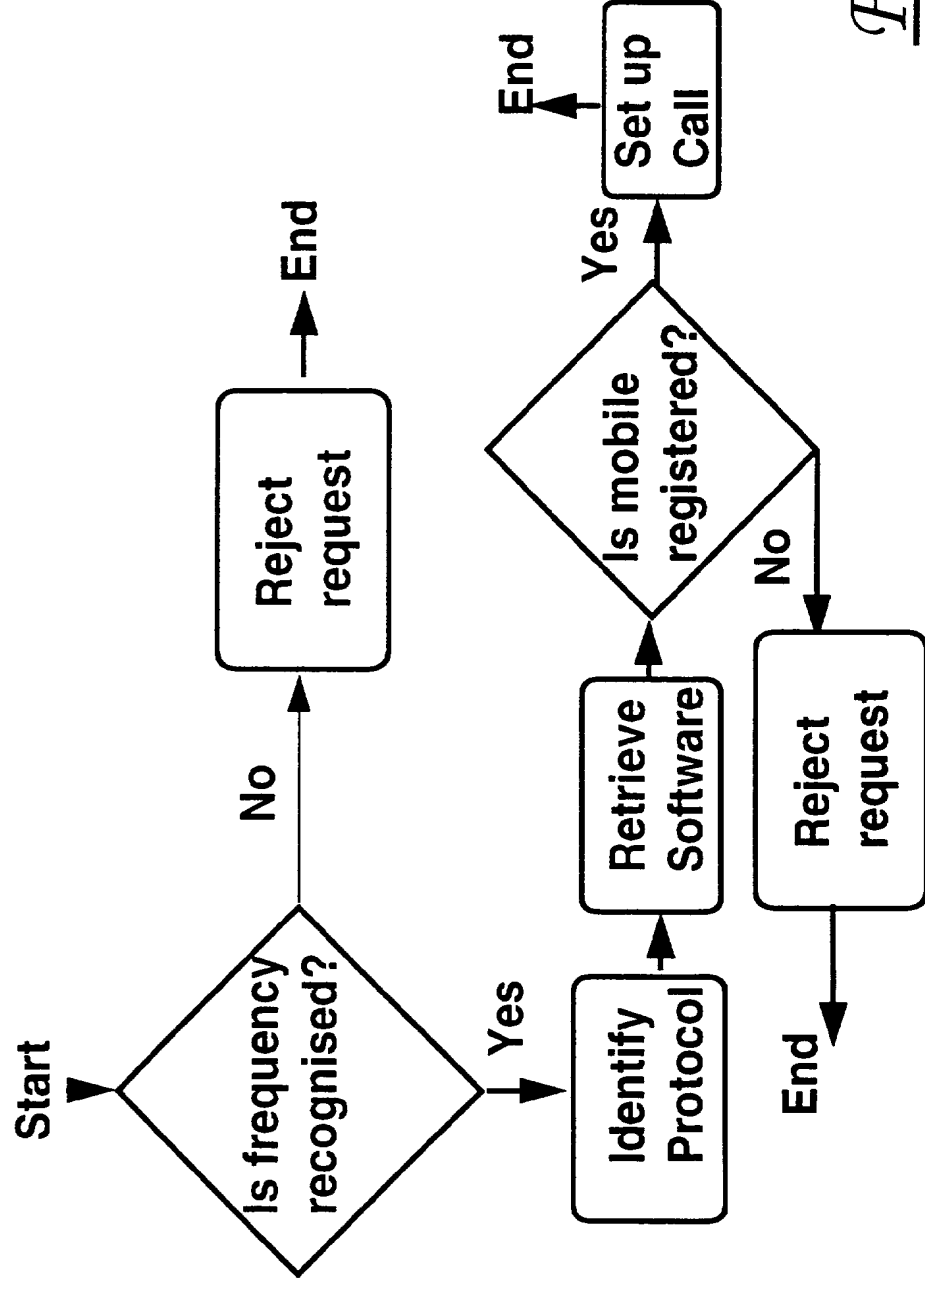 Start
Is frequency
recognised?
No
Reject
request
End
Yes
Identify
Protocol
Retrieve
Software
Is mobile
registered?
Yes
Set up
Call
End
No
Reject
request
End